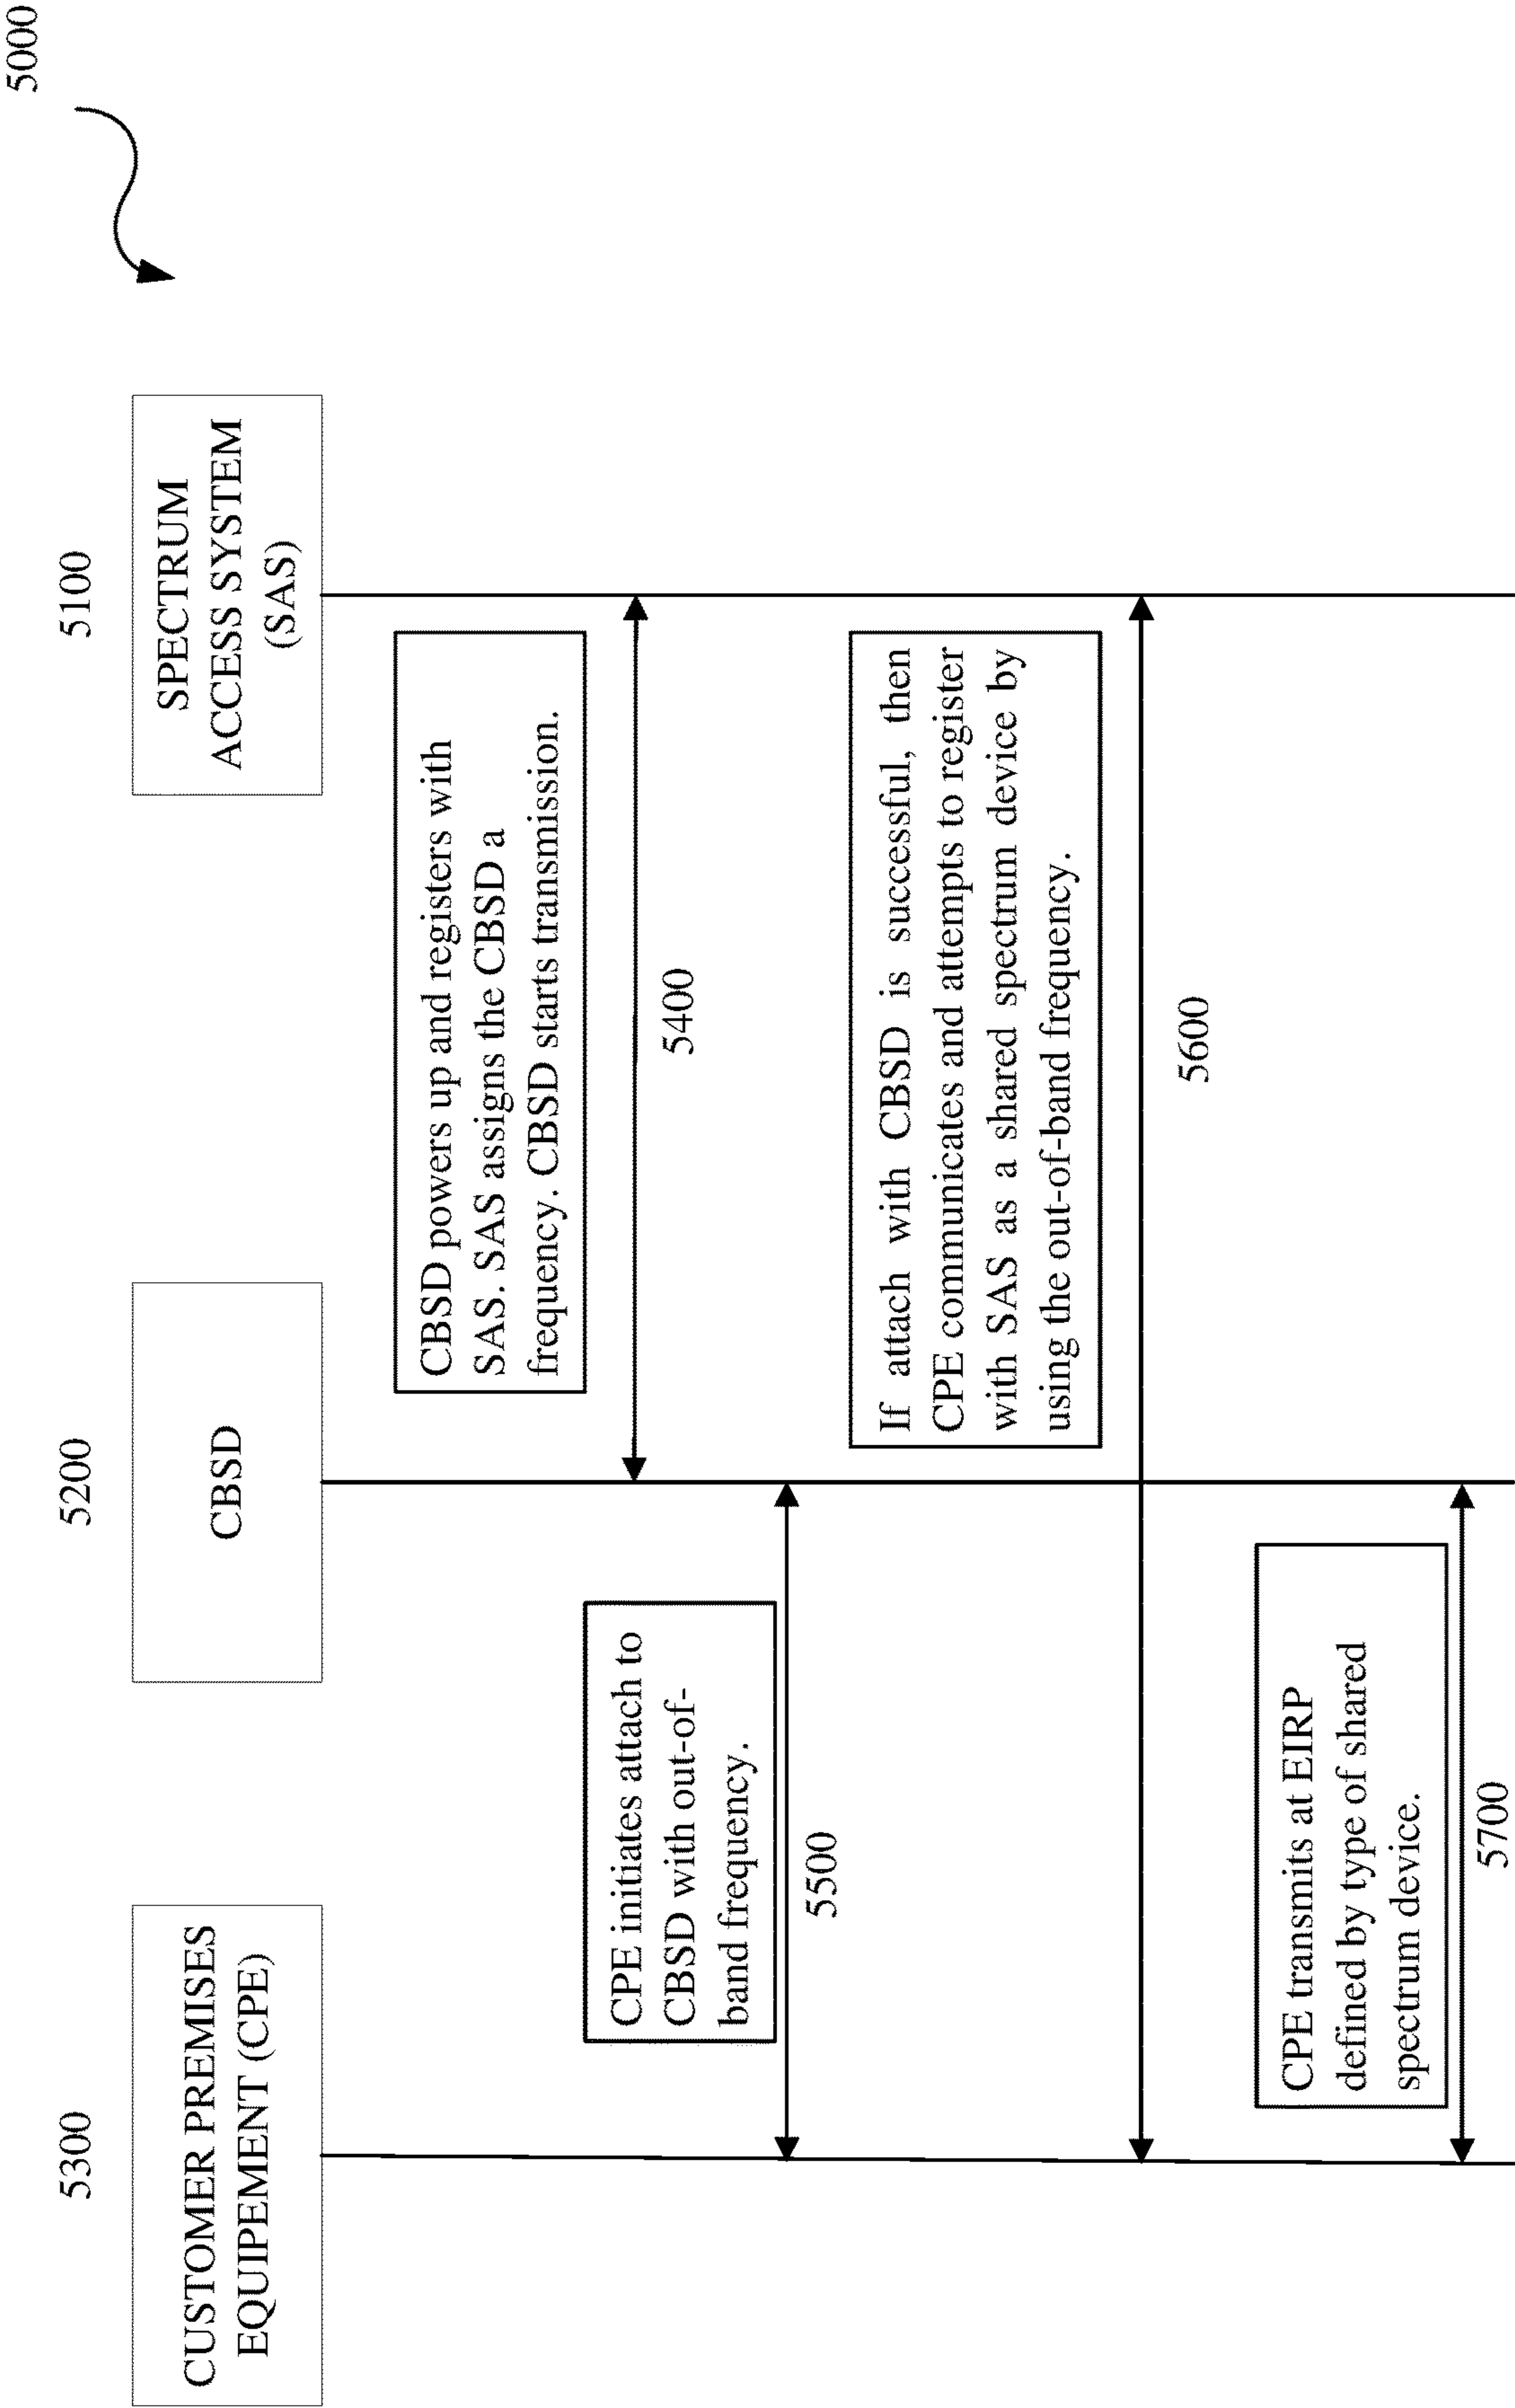 5000
5300
5200
5100
CUSTOMER PREMISES
EQUIPEMENT (CPE)
CBSD
SPECTRUM
ACCESS SYSTEM
(SAS)
CBSD powers up and registers with
SAS. SAS assigns the CBSD a
frequency. CBSD starts transmission.
5400
CPE initiates attach to
CBSD with out-of-
band frequency.
5500
If attach with CBSD is successful, then
CPE communicates and attempts to register
with SAS as a shared spectrum device by
using the out-of-band frequency.
5600
CPE transmits at EIRP
defined by type of shared
spectrum device.
5700